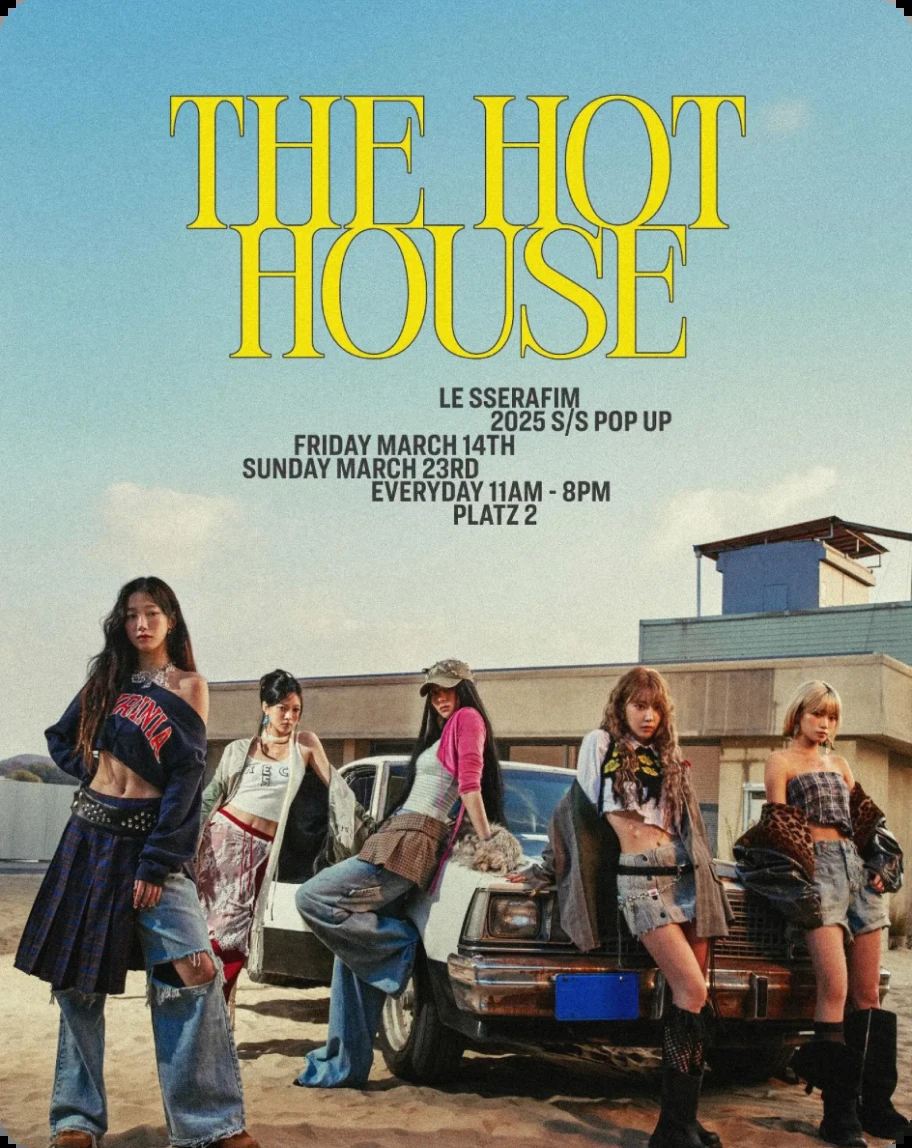 THE HOT
HOUSE
LE SSERAFIM
2025 S/S POP UP
FRIDAY MARCH 14TH
SUNDAY MARCH 23RD
EVERYDAY 11AM - 8PM
PLATZ 2